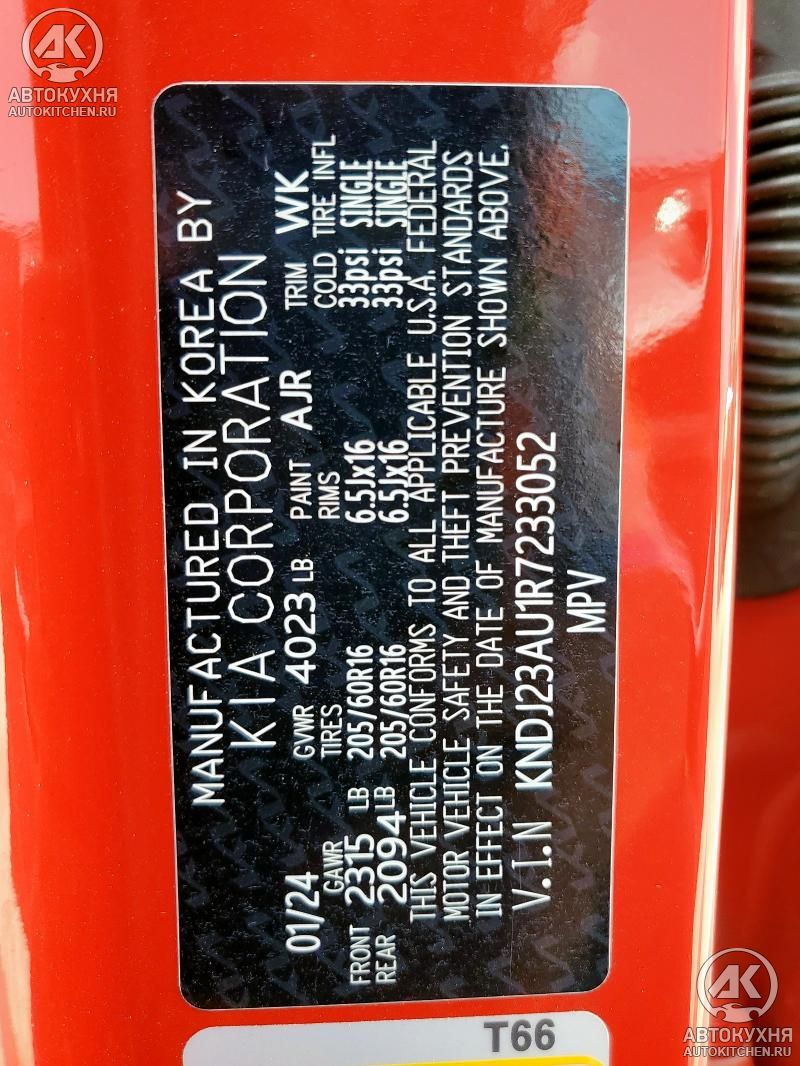 AK
АВТОКУХНЯ
AUTOKITCHEN.RU
MANUFACTURED IN KOREA BY
KIA CORPORATION
01/24 GVWR 4023 LB PAINT AJR TRIM WK
GAWR TIRES RIMS COLD TIRE INFL
FRONT 2315 LB 205/60R16 6.5Jx16 33psi SINGLE
REAR 2094 LB 205/60R16 6.5Jx16 33psi SINGLE
THIS VEHICLE CONFORMS TO ALL APPLICABLE U.S.A. FEDERAL
MOTOR VEHICLE SAFETY AND THEFT PREVENTION STANDARDS
IN EFFECT ON THE DATE OF MANUFACTURE SHOWN ABOVE.
V.I.N KNDJ23AU1R7233052
MPV
T66
AK
АВТОКУХНЯ
AUTOKITCHEN.RU